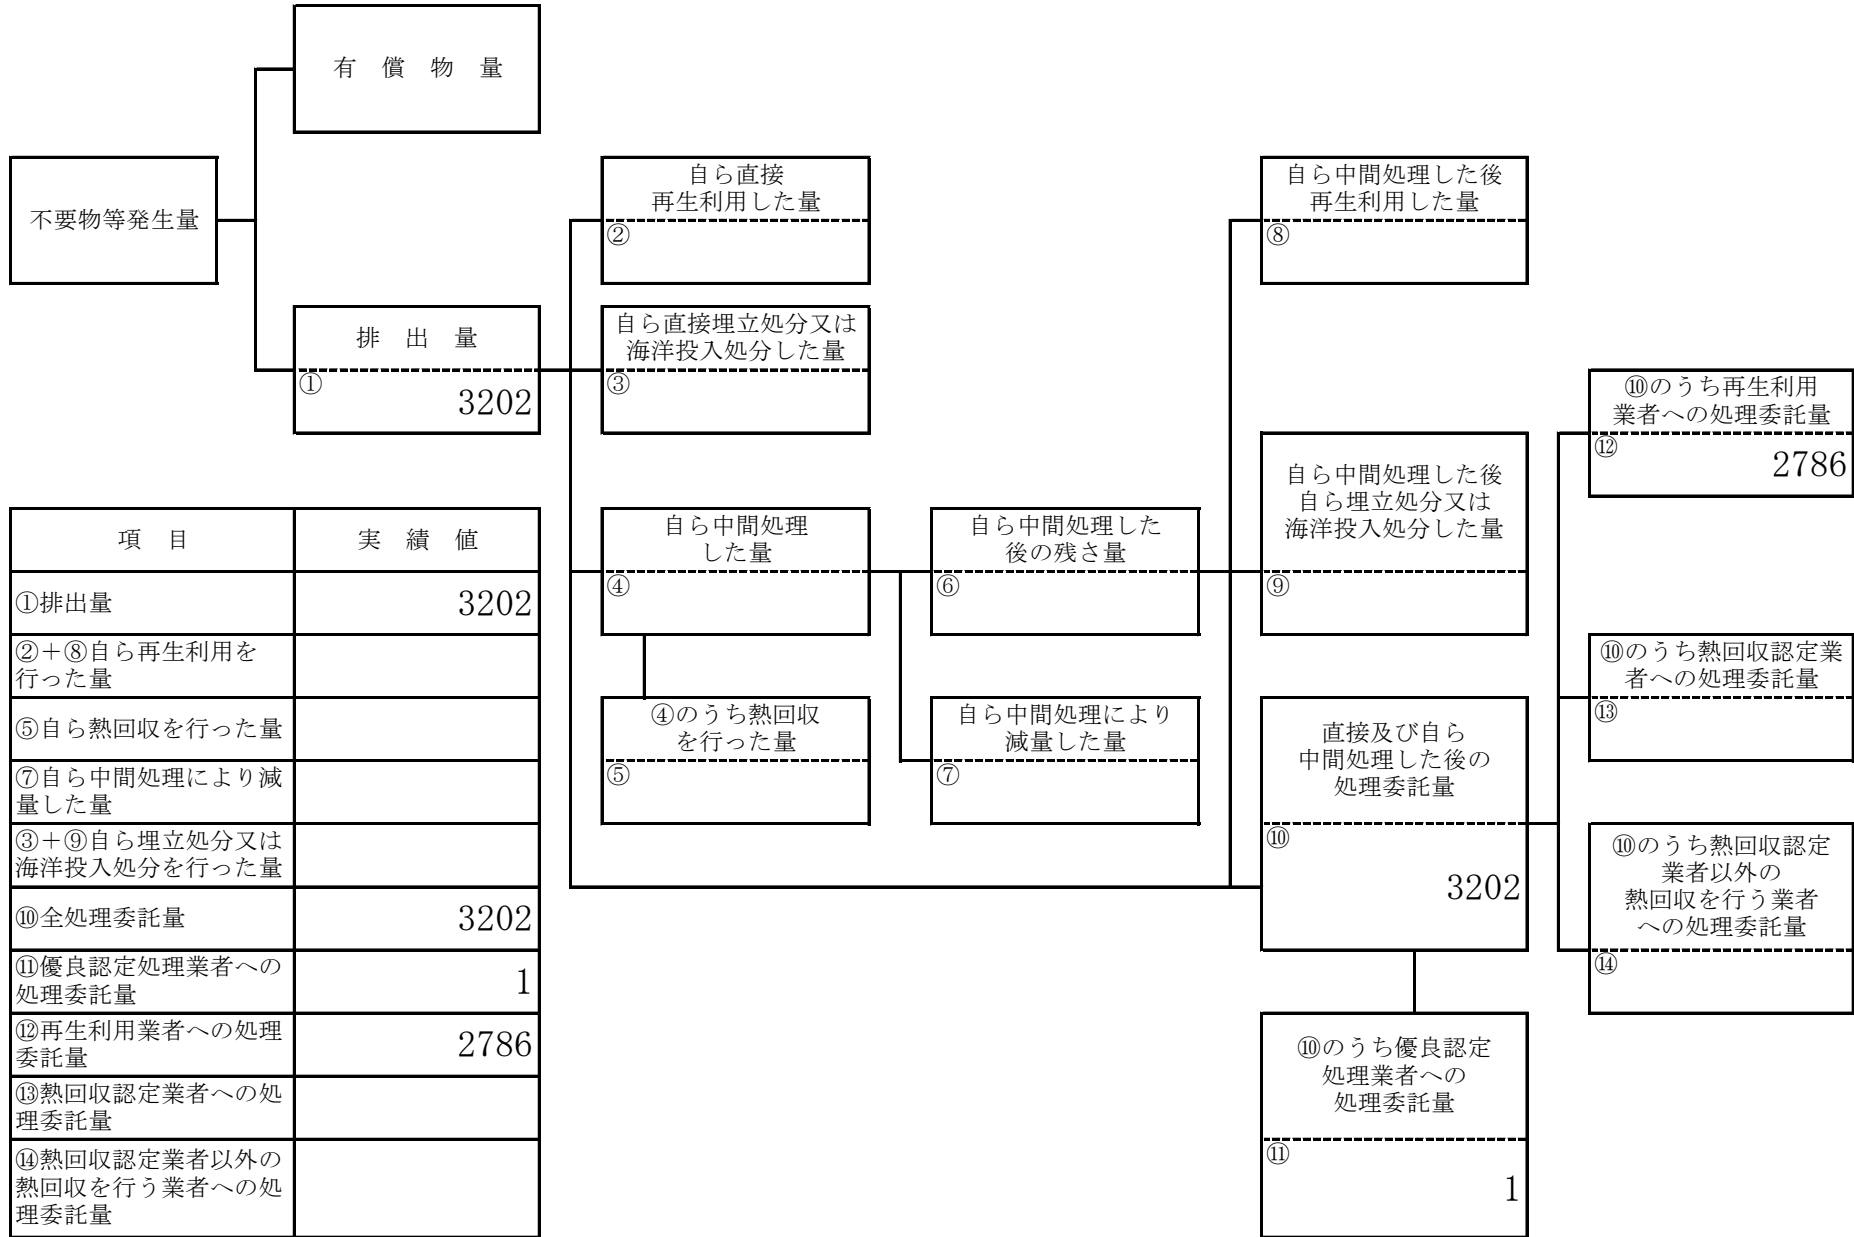 有　償　物　量
不要物等発生量
排　出　量
①
3202
自ら直接
再生利用した量
②
自ら直接埋立処分又は
海洋投入処分した量
③
自ら中間処理
した量
④
④のうち熱回収
を行った量
⑤
自ら中間処理した
後の残さ量
⑥
自ら中間処理により
減量した量
⑦
自ら中間処理した後
再生利用した量
⑧
自ら中間処理した後
自ら埋立処分又は
海洋投入処分した量
⑨
直接及び自ら
中間処理した後の
処理委託量
⑩
3202
⑩のうち優良認定
処理業者への
処理委託量
⑪
1
⑩のうち再生利用
業者への処理委託量
⑫
2786
⑩のうち熱回収認定業
者への処理委託量
⑬
⑩のうち熱回収認定
業者以外の
熱回収を行う業者
への処理委託量
⑭
項　目　実　績　値
①排出量 3202
②＋⑧自ら再生利用を
行った量
⑤自ら熱回収を行った量
⑦自ら中間処理により減
量した量
③＋⑨自ら埋立処分又は
海洋投入処分を行った量
⑩全処理委託量 3202
⑪優良認定処理業者への
処理委託量 1
⑫再生利用業者への処理
委託量 2786
⑬熱回収認定業者への処
理委託量
⑭熱回収認定業者以外の
熱回収を行う業者への処
理委託量